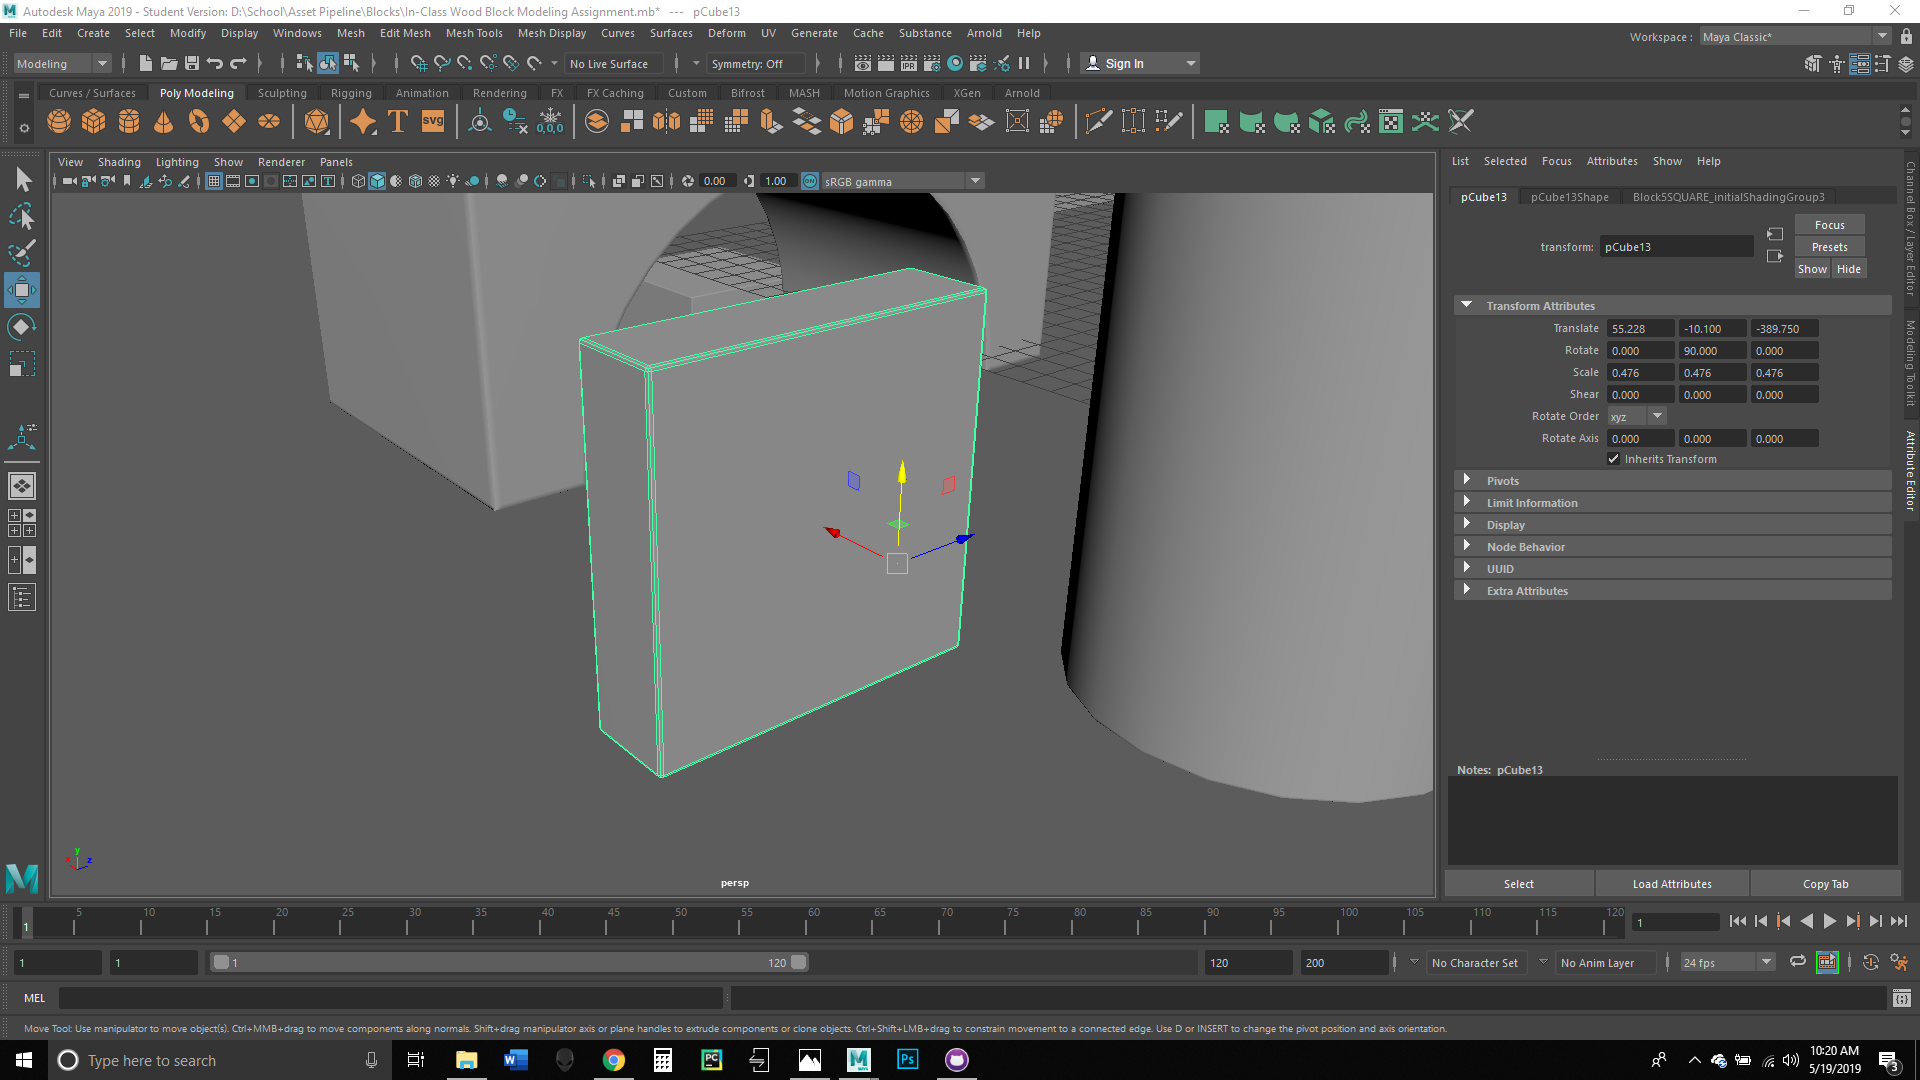 Autodesk Maya 2019 - Student Version: D:\School\Asset Pipeline\Blocks\In-Class Wood Block Modeling Assignment.mb*   ---   pCube13
File Edit Create Select Modify Display Windows Mesh Edit Mesh Mesh Tools Mesh Display Curves Surfaces Deform UV Generate Cache Substance Arnold Help
Workspace : Maya Classic*
Modeling No Live Surface Symmetry: Off IPR Sign In
Curves / Surfaces Poly Modeling Sculpting Rigging Animation Rendering FX FX Caching Custom Bifrost MASH Motion Graphics XGen Arnold
T svg 0,0,0
View Shading Lighting Show Renderer Panels
0.00 1.00 ON sRGB gamma
List Selected Focus Attributes Show Help
pCube13 pCube13Shape Block5SQUARE_initialShadingGroup3
Focus
transform: pCube13 Presets
Show Hide
Transform Attributes
Translate 55.228 -10.100 -389.750
Rotate 0.000 90.000 0.000
Scale 0.476 0.476 0.476
Shear 0.000 0.000 0.000
Rotate Order xyz
Rotate Axis 0.000 0.000 0.000
Inherits Transform
Pivots
Limit Information
Display
Node Behavior
UUID
Extra Attributes
Notes: pCube13
Select Load Attributes Copy Tab
Channel Box / Layer Editor
Modeling Toolkit
Attribute Editor
y
x z
persp
1 5 10 15 20 25 30 35 40 45 50 55 60 65 70 75 80 85 90 95 100 105 110 115 120 1
1 1 1 120 120 200 No Character Set No Anim Layer 24 fps
MEL
Move Tool: Use manipulator to move object(s). Ctrl+MMB+drag to move components along normals. Shift+drag manipulator axis or plane handles to extrude components or clone objects. Ctrl+Shift+LMB+drag to constrain movement to a connected edge. Use D or INSERT to change the pivot position and axis orientation.
Type here to search
PC
Ps
10:20 AM
5/19/2019
3